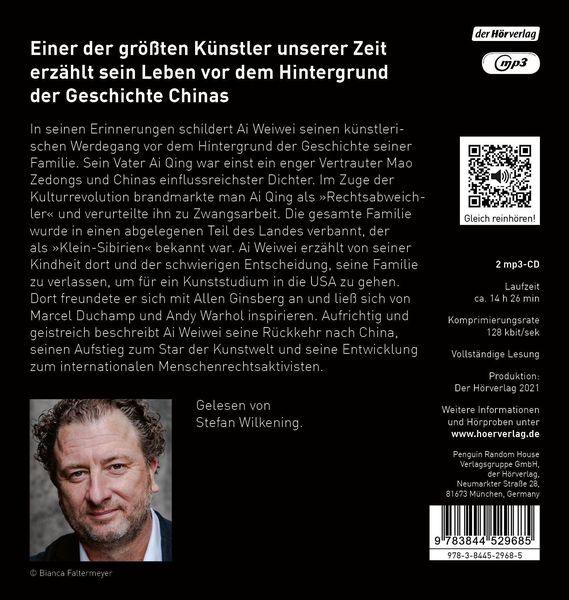 der Hörverlag
mp3
Einer der größten Künstler unserer Zeit
erzählt sein Leben vor dem Hintergrund
der Geschichte Chinas
In seinen Erinnerungen schildert Ai Weiwei seinen künstleri-
schen Werdegang vor dem Hintergrund der Geschichte seiner
Familie. Sein Vater Ai Qing war einst ein enger Vertrauter Mao
Zedongs und Chinas einflussreichster Dichter. Im Zuge der
Kulturrevolution brandmarkte man Ai Qing als »Rechtsabweich-
ler« und verurteilte ihn zu Zwangsarbeit. Die gesamte Familie
wurde in einen abgelegenen Teil des Landes verbannt, der
als »Klein-Sibirien« bekannt war. Ai Weiwei erzählt von seiner
Kindheit dort und der schwierigen Entscheidung, seine Familie
zu verlassen, um für ein Kunststudium in die USA zu gehen.
Dort freundete er sich mit Allen Ginsberg an und ließ sich von
Marcel Duchamp und Andy Warhol inspirieren. Aufrichtig und
geistreich beschreibt Ai Weiwei seine Rückkehr nach China,
seinen Aufstieg zum Star der Kunstwelt und seine Entwicklung
zum internationalen Menschenrechtsaktivisten.
Gelesen von
Stefan Wilkening.
© Bianca Faltermeyer
Gleich reinhören!
2 mp3-CD
Laufzeit
ca. 14 h 26 min
Komprimierungsrate
128 kbit/sek
Vollständige Lesung
Produktion:
Der Hörverlag 2021
Weitere Informationen
und Hörproben unter
www.hoerverlag.de
Penguin Random House
Verlagsgruppe GmbH,
der Hörverlag,
Neumarkter Straße 28,
81673 München, Germany
9 783844 529685
978-3-8445-2968-5